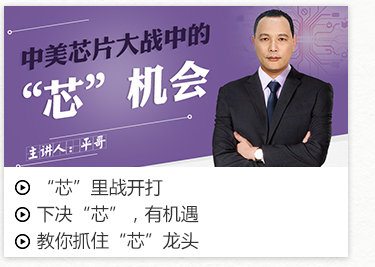 中美芯片大战中的
“芯”机会
主讲人：平哥
“芯”里战开打
下决“芯”，有机遇
教你抓住“芯”龙头